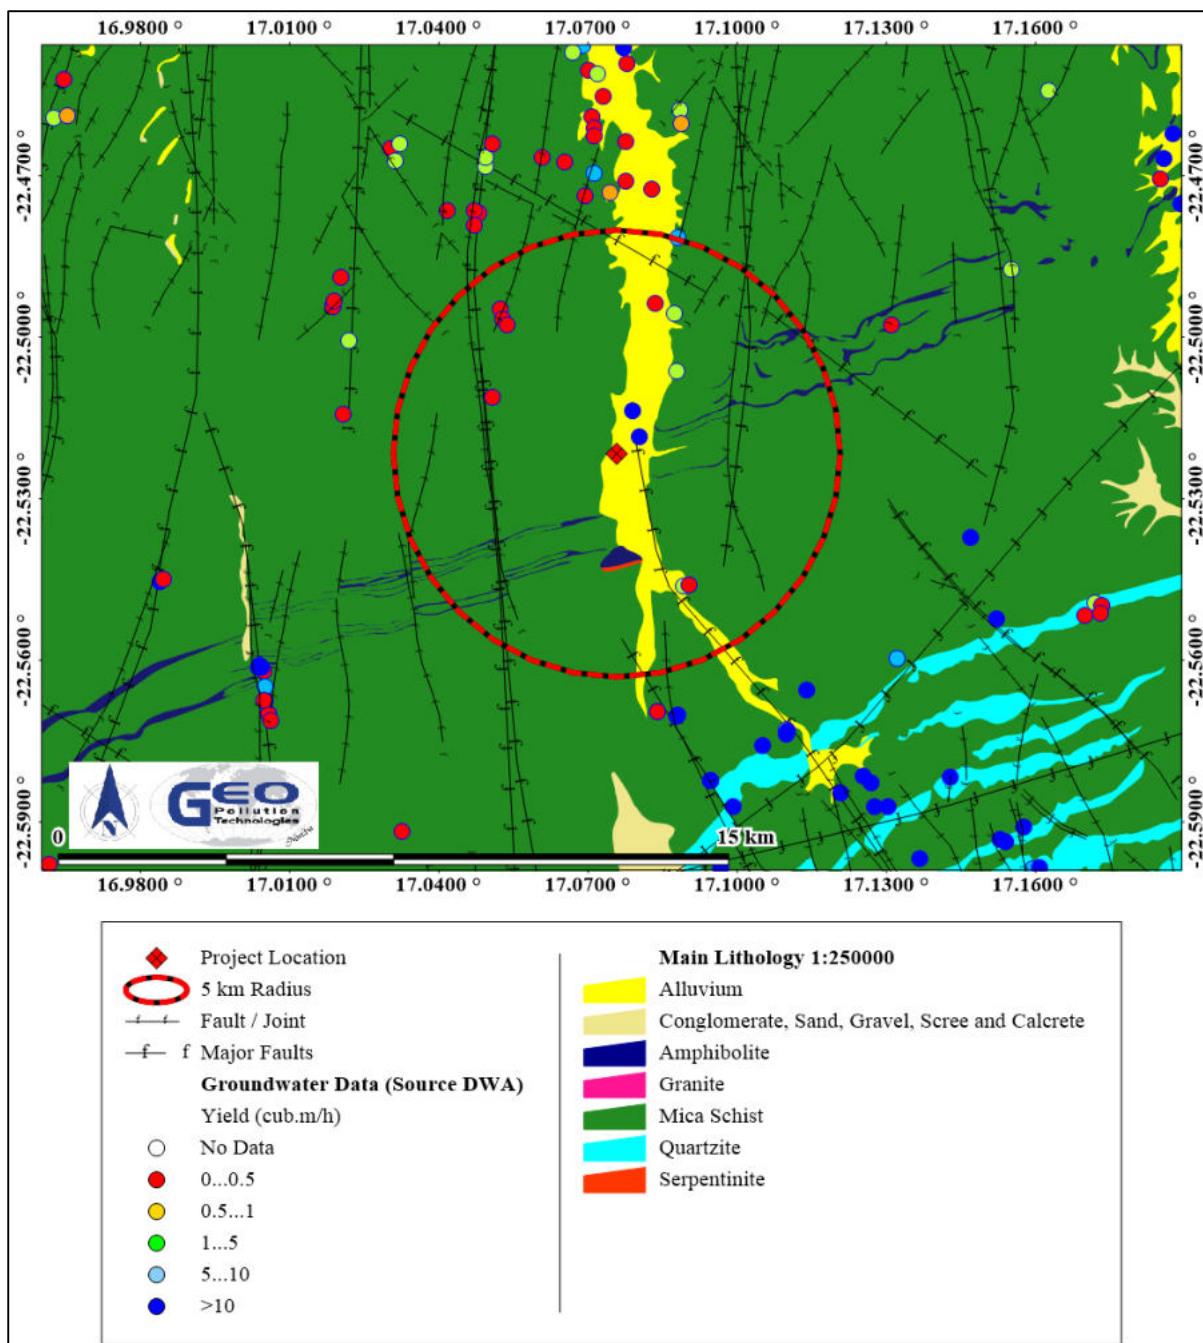 16.9800 ° 17.0100 ° 17.0400 ° 17.0700 ° 17.1000 ° 17.1300 ° 17.1600 °
-22.4700 ° -22.4700 °
-22.5000 ° -22.5000 °
-22.5300 ° -22.5300 °
-22.5600 ° -22.5600 °
-22.5900 ° -22.5900 °
N
GEO
Pollution
Technologies
0 15 km
16.9800 ° 17.0100 ° 17.0400 ° 17.0700 ° 17.1000 ° 17.1300 ° 17.1600 °
Project Location
5 km Radius
Fault / Joint
f f Major Faults
Groundwater Data (Source DWA)
Yield (cub.m/h)
No Data
0...0.5
0.5...1
1...5
5...10
>10
Main Lithology 1:250000
Alluvium
Conglomerate, Sand, Gravel, Scree and Calcrete
Amphibolite
Granite
Mica Schist
Quartzite
Serpentinite